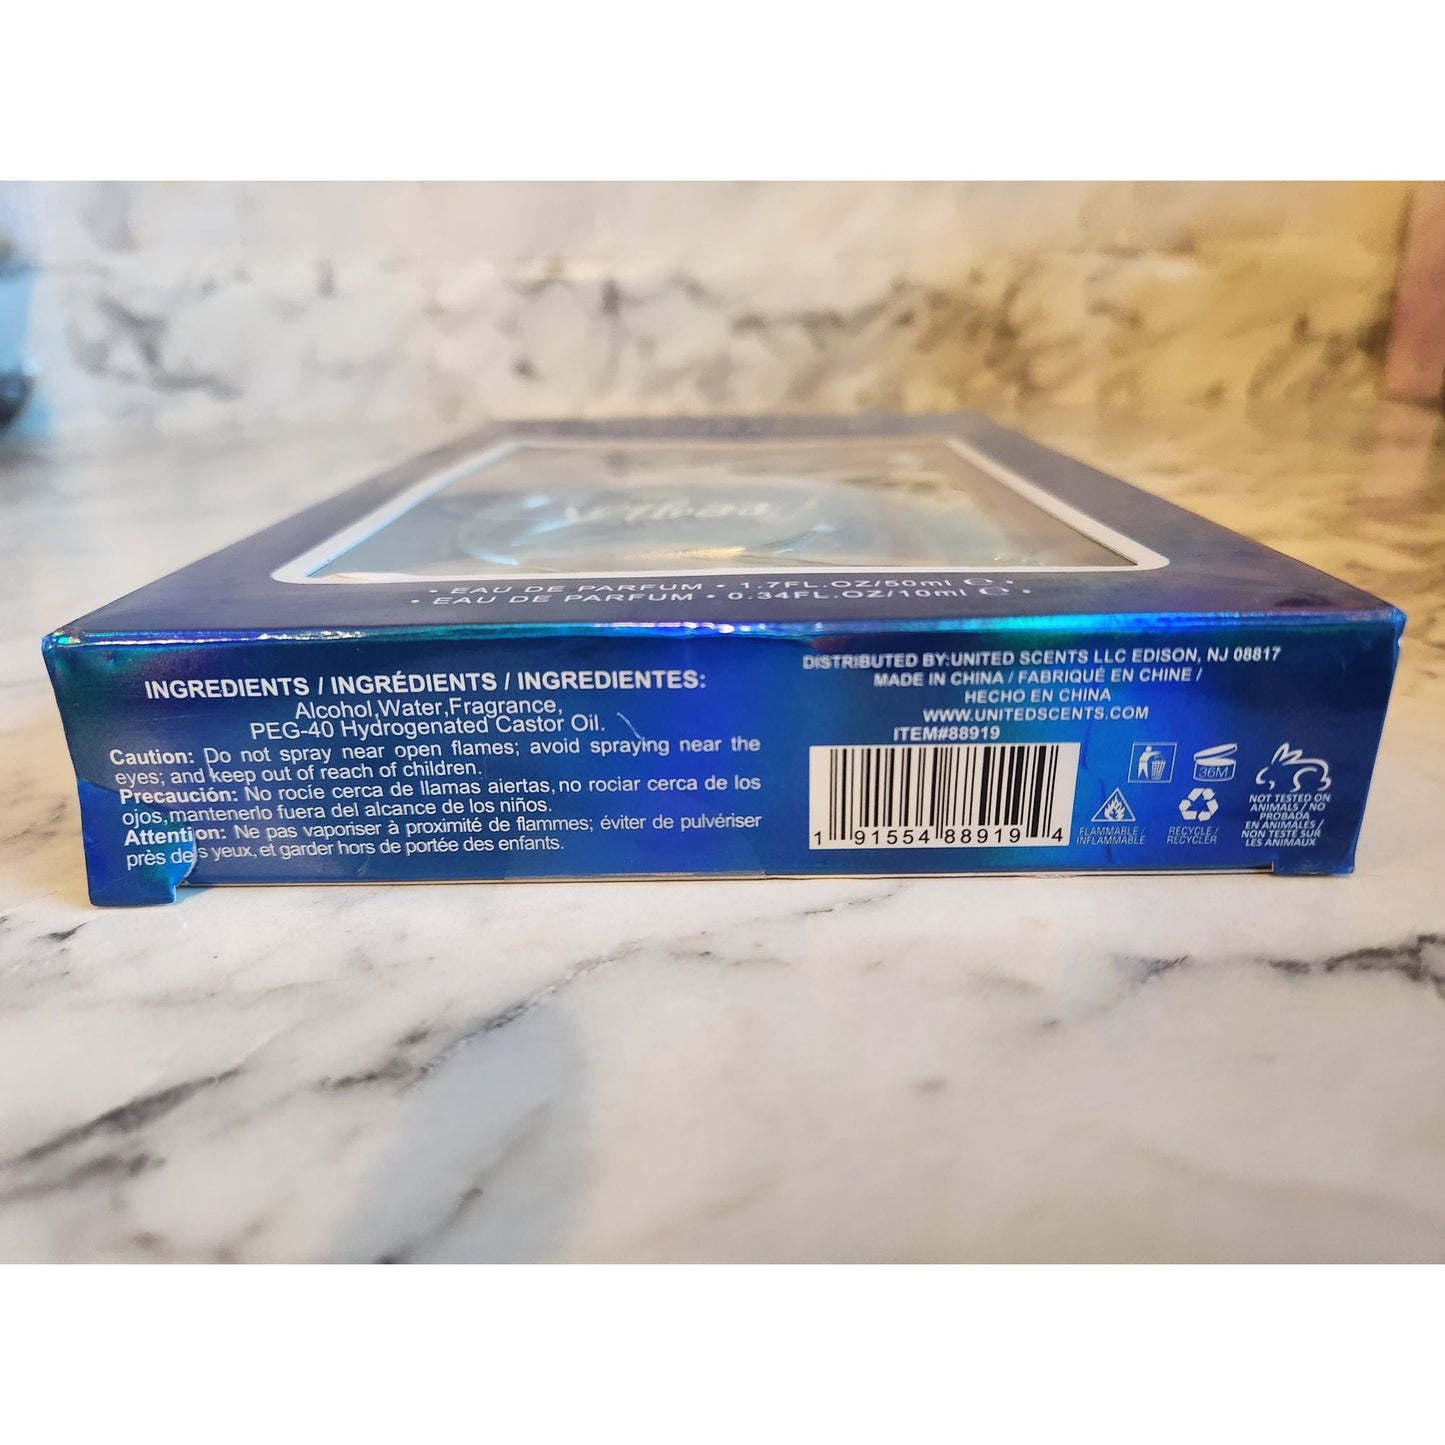 • EAU DE PARFUM • 1.7FL.OZ/50ml ℮ •
• EAU DE PARFUM • 0.34FL.OZ/10ml ℮ •
INGREDIENTS / INGRÉDIENTS / INGREDIENTES:
Alcohol,Water,Fragrance,
PEG-40 Hydrogenated Castor Oil.
Caution: Do not spray near open flames; avoid spraying near the
eyes; and keep out of reach of children.
Precaución: No rocíe cerca de llamas aiertas, no rociar cerca de los
ojos,mantenerlo fuera del alcance de los niños.
Attention: Ne pas vaporiser à proximité de flammes; éviter de pulvériser
près des yeux, et garder hors de portée des enfants.
DISTRIBUTED BY:UNITED SCENTS LLC EDISON, NJ 08817
MADE IN CHINA / FABRIQUÉ EN CHINE /
HECHO EN CHINA
WWW.UNITEDSCENTS.COM
ITEM#88919
1 91554 88919 4
36M
FLAMMABLE /
INFLAMMABLE
RECYCLE /
RECYCLER
NOT TESTED ON
ANIMALS / NO
PROBADA
EN ANIMALES /
NON TESTÉ SUR
LES ANIMAUX